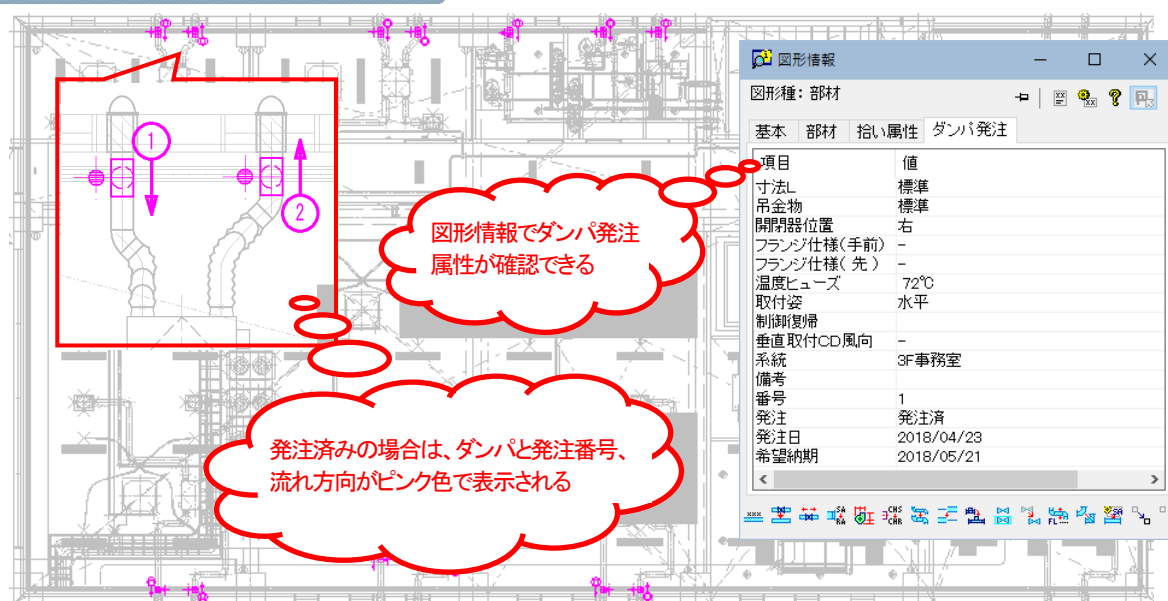 図形情報
図形種：部材
基本 部材 拾い属性 ダンパ発注
項目 値
寸法L 標準
吊金物 標準
開閉器位置 右
フランジ仕様(手前) -
フランジ仕様( 先 ) -
温度ヒューズ 72℃
取付姿 水平
制御復帰
垂直取付CD風向 -
系統 3F事務室
備考
番号 1
発注 発注済
発注日 2018/04/23
希望納期 2018/05/21
1
2
図形情報でダンパ発注
属性が確認できる
発注済みの場合は、ダンパと発注番号、
流れ方向がピンク色で表示される